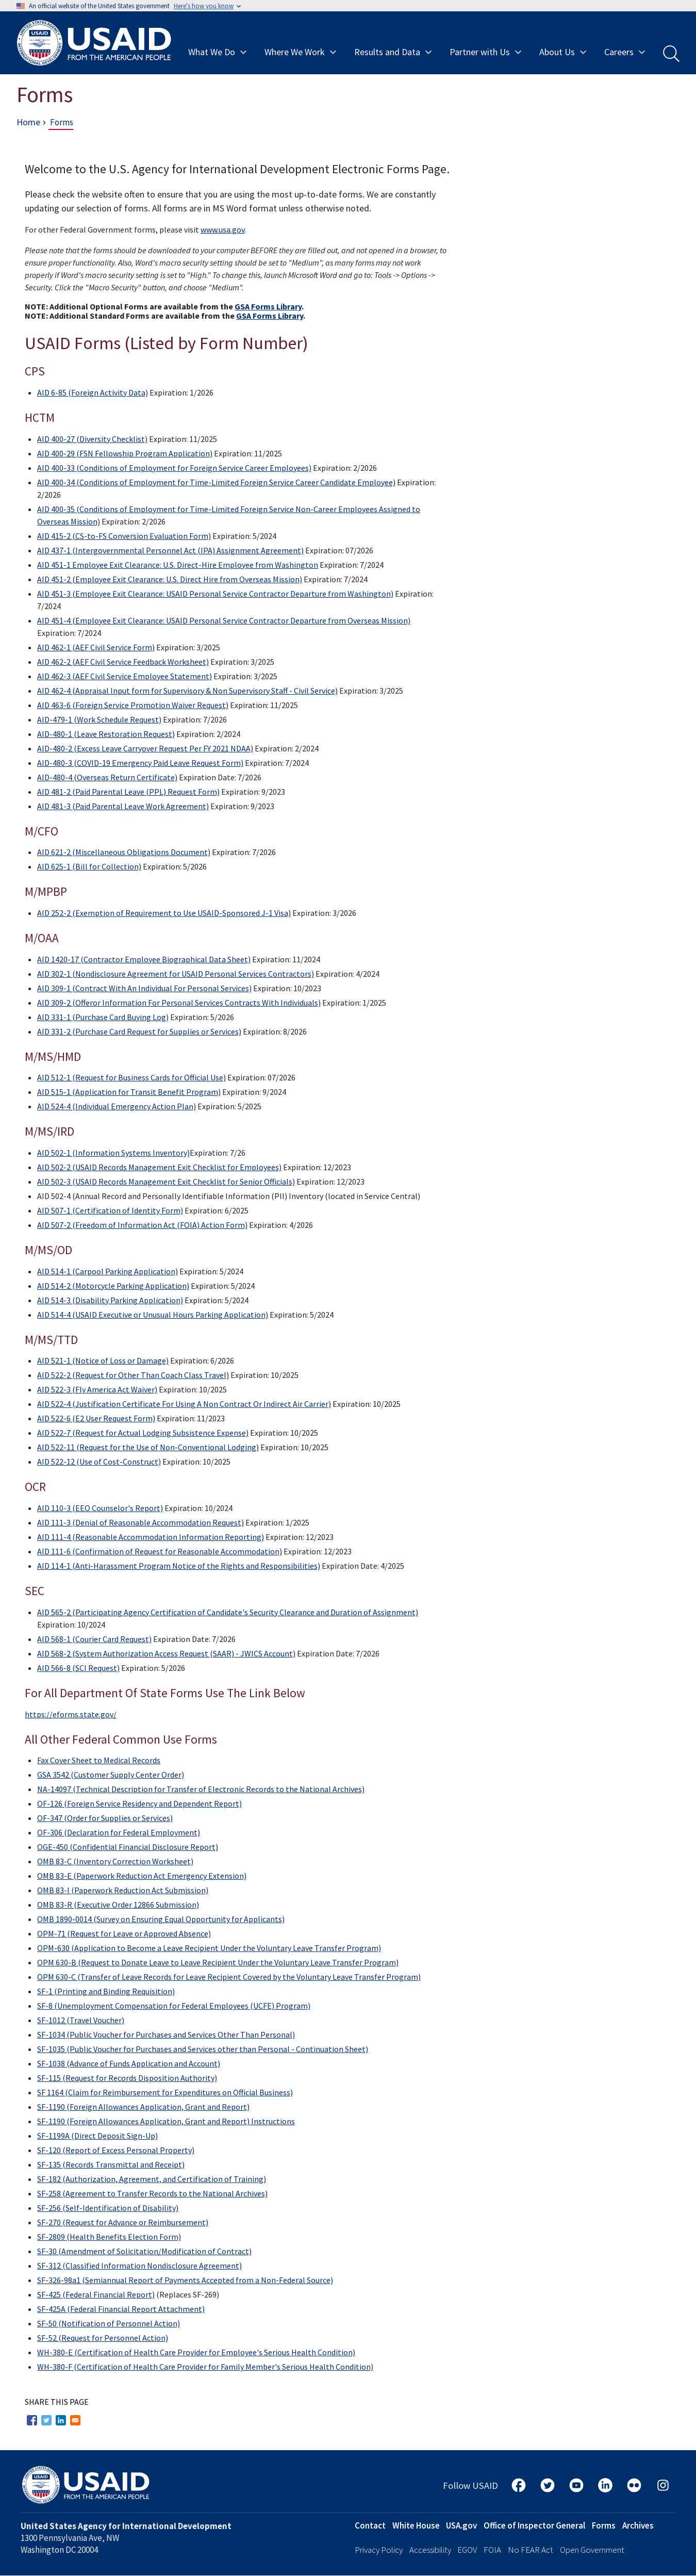 An official website of the United States government Here's how you know
USAID
FROM THE AMERICAN PEOPLE
What We Do
Where We Work
Results and Data
Partner with Us
About Us
Careers
Forms
Home › Forms
Welcome to the U.S. Agency for International Development Electronic Forms Page.
Please check the website often to ensure that you are using the most up-to-date forms. We are constantly
updating our selection of forms. All forms are in MS Word format unless otherwise noted.
For other Federal Government forms, please visit www.usa.gov.
Please note that the forms should be downloaded to your computer BEFORE they are filled out, and not opened in a browser, to
ensure proper functionality. Also, Word's macro security setting should be set to "Medium", as many forms may not work
properly if Word's macro security setting is set to "High." To change this, launch Microsoft Word and go to: Tools -> Options ->
Security. Click the "Macro Security" button, and choose "Medium".
NOTE: Additional Optional Forms are available from the GSA Forms Library.
NOTE: Additional Standard Forms are available from the GSA Forms Library.
USAID Forms (Listed by Form Number)
CPS
AID 6-85 (Foreign Activity Data) Expiration: 1/2026
HCTM
AID 400-27 (Diversity Checklist) Expiration: 11/2025
AID 400-29 (FSN Fellowship Program Application) Expiration: 11/2025
AID 400-33 (Conditions of Employment for Foreign Service Career Employees) Expiration: 2/2026
AID 400-34 (Conditions of Employment for Time-Limited Foreign Service Career Candidate Employee) Expiration:
2/2026
AID 400-35 (Conditions of Employment for Time-Limited Foreign Service Non-Career Employees Assigned to
Overseas Mission) Expiration: 2/2026
AID 415-2 (CS-to-FS Conversion Evaluation Form) Expiration: 5/2024
AID 437-1 (Intergovernmental Personnel Act (IPA) Assignment Agreement) Expiration: 07/2026
AID 451-1 Employee Exit Clearance: U.S. Direct-Hire Employee from Washington Expiration: 7/2024
AID 451-2 (Employee Exit Clearance: U.S. Direct Hire from Overseas Mission) Expiration: 7/2024
AID 451-3 (Employee Exit Clearance: USAID Personal Service Contractor Departure from Washington) Expiration:
7/2024
AID 451-4 (Employee Exit Clearance: USAID Personal Service Contractor Departure from Overseas Mission)
Expiration: 7/2024
AID 462-1 (AEF Civil Service Form) Expiration: 3/2025
AID 462-2 (AEF Civil Service Feedback Worksheet) Expiration: 3/2025
AID 462-3 (AEF Civil Service Employee Statement) Expiration: 3/2025
AID 462-4 (Appraisal Input form for Supervisory & Non Supervisory Staff - Civil Service) Expiration: 3/2025
AID 463-6 (Foreign Service Promotion Waiver Request) Expiration: 11/2025
AID-479-1 (Work Schedule Request) Expiration: 7/2026
AID-480-1 (Leave Restoration Request) Expiration: 2/2024
AID-480-2 (Excess Leave Carryover Request Per FY 2021 NDAA) Expiration: 2/2024
AID-480-3 (COVID-19 Emergency Paid Leave Request Form) Expiration: 7/2024
AID-480-4 (Overseas Return Certificate) Expiration Date: 7/2026
AID 481-2 (Paid Parental Leave (PPL) Request Form) Expiration: 9/2023
AID 481-3 (Paid Parental Leave Work Agreement) Expiration: 9/2023
M/CFO
AID 621-2 (Miscellaneous Obligations Document) Expiration: 7/2026
AID 625-1 (Bill for Collection) Expiration: 5/2026
M/MPBP
AID 252-2 (Exemption of Requirement to Use USAID-Sponsored J-1 Visa) Expiration: 3/2026
M/OAA
AID 1420-17 (Contractor Employee Biographical Data Sheet) Expiration: 11/2024
AID 302-1 (Nondisclosure Agreement for USAID Personal Services Contractors) Expiration: 4/2024
AID 309-1 (Contract With An Individual For Personal Services) Expiration: 10/2023
AID 309-2 (Offeror Information For Personal Services Contracts With Individuals) Expiration: 1/2025
AID 331-1 (Purchase Card Buying Log) Expiration: 5/2026
AID 331-2 (Purchase Card Request for Supplies or Services) Expiration: 8/2026
M/MS/HMD
AID 512-1 (Request for Business Cards for Official Use) Expiration: 07/2026
AID 515-1 (Application for Transit Benefit Program) Expiration: 9/2024
AID 524-4 (Individual Emergency Action Plan) Expiration: 5/2025
M/MS/IRD
AID 502-1 (Information Systems Inventory)Expiration: 7/26
AID 502-2 (USAID Records Management Exit Checklist for Employees) Expiration: 12/2023
AID 502-3 (USAID Records Management Exit Checklist for Senior Officials) Expiration: 12/2023
AID 502-4 (Annual Record and Personally Identifiable Information (PII) Inventory (located in Service Central)
AID 507-1 (Certification of Identity Form) Expiration: 6/2025
AID 507-2 (Freedom of Information Act (FOIA) Action Form) Expiration: 4/2026
M/MS/OD
AID 514-1 (Carpool Parking Application) Expiration: 5/2024
AID 514-2 (Motorcycle Parking Application) Expiration: 5/2024
AID 514-3 (Disability Parking Application) Expiration: 5/2024
AID 514-4 (USAID Executive or Unusual Hours Parking Application) Expiration: 5/2024
M/MS/TTD
AID 521-1 (Notice of Loss or Damage) Expiration: 6/2026
AID 522-2 (Request for Other Than Coach Class Travel) Expiration: 10/2025
AID 522-3 (Fly America Act Waiver) Expiration: 10/2025
AID 522-4 (Justification Certificate For Using A Non Contract Or Indirect Air Carrier) Expiration: 10/2025
AID 522-6 (E2 User Request Form) Expiration: 11/2023
AID 522-7 (Request for Actual Lodging Subsistence Expense) Expiration: 10/2025
AID 522-11 (Request for the Use of Non-Conventional Lodging) Expiration: 10/2025
AID 522-12 (Use of Cost-Construct) Expiration: 10/2025
OCR
AID 110-3 (EEO Counselor's Report) Expiration: 10/2024
AID 111-3 (Denial of Reasonable Accommodation Request) Expiration: 1/2025
AID 111-4 (Reasonable Accommodation Information Reporting) Expiration: 12/2023
AID 111-6 (Confirmation of Request for Reasonable Accommodation) Expiration: 12/2023
AID 114-1 (Anti-Harassment Program Notice of the Rights and Responsibilities) Expiration Date: 4/2025
SEC
AID 565-2 (Participating Agency Certification of Candidate's Security Clearance and Duration of Assignment)
Expiration: 10/2024
AID 568-1 (Courier Card Request) Expiration Date: 7/2026
AID 568-2 (System Authorization Access Request (SAAR) - JWICS Account) Expiration Date: 7/2026
AID 566-8 (SCI Request) Expiration: 5/2026
For All Department Of State Forms Use The Link Below
https://eforms.state.gov/
All Other Federal Common Use Forms
Fax Cover Sheet to Medical Records
GSA 3542 (Customer Supply Center Order)
NA-14097 (Technical Description for Transfer of Electronic Records to the National Archives)
OF-126 (Foreign Service Residency and Dependent Report)
OF-347 (Order for Supplies or Services)
OF-306 (Declaration for Federal Employment)
OGE-450 (Confidential Financial Disclosure Report)
OMB 83-C (Inventory Correction Worksheet)
OMB 83-E (Paperwork Reduction Act Emergency Extension)
OMB 83-I (Paperwork Reduction Act Submission)
OMB 83-R (Executive Order 12866 Submission)
OMB 1890-0014 (Survey on Ensuring Equal Opportunity for Applicants)
OPM-71 (Request for Leave or Approved Absence)
OPM-630 (Application to Become a Leave Recipient Under the Voluntary Leave Transfer Program)
OPM 630-B (Request to Donate Leave to Leave Recipient Under the Voluntary Leave Transfer Program)
OPM 630-C (Transfer of Leave Records for Leave Recipient Covered by the Voluntary Leave Transfer Program)
SF-1 (Printing and Binding Requisition)
SF-8 (Unemployment Compensation for Federal Employees (UCFE) Program)
SF-1012 (Travel Voucher)
SF-1034 (Public Voucher for Purchases and Services Other Than Personal)
SF-1035 (Public Voucher for Purchases and Services other than Personal - Continuation Sheet)
SF-1038 (Advance of Funds Application and Account)
SF-115 (Request for Records Disposition Authority)
SF 1164 (Claim for Reimbursement for Expenditures on Official Business)
SF-1190 (Foreign Allowances Application, Grant and Report)
SF-1190 (Foreign Allowances Application, Grant and Report) Instructions
SF-1199A (Direct Deposit Sign-Up)
SF-120 (Report of Excess Personal Property)
SF-135 (Records Transmittal and Receipt)
SF-182 (Authorization, Agreement, and Certification of Training)
SF-258 (Agreement to Transfer Records to the National Archives)
SF-256 (Self-Identification of Disability)
SF-270 (Request for Advance or Reimbursement)
SF-2809 (Health Benefits Election Form)
SF-30 (Amendment of Solicitation/Modification of Contract)
SF-312 (Classified Information Nondisclosure Agreement)
SF-326-98a1 (Semiannual Report of Payments Accepted from a Non-Federal Source)
SF-425 (Federal Financial Report) (Replaces SF-269)
SF-425A (Federal Financial Report Attachment)
SF-50 (Notification of Personnel Action)
SF-52 (Request for Personnel Action)
WH-380-E (Certification of Health Care Provider for Employee's Serious Health Condition)
WH-380-F (Certification of Health Care Provider for Family Member's Serious Health Condition)
SHARE THIS PAGE
USAID
FROM THE AMERICAN PEOPLE
Follow USAID
United States Agency for International Development
1300 Pennsylvania Ave, NW
Washington DC 20004
Contact White House USA.gov Office of Inspector General Forms Archives
Privacy Policy Accessibility EGOV FOIA No FEAR Act Open Government